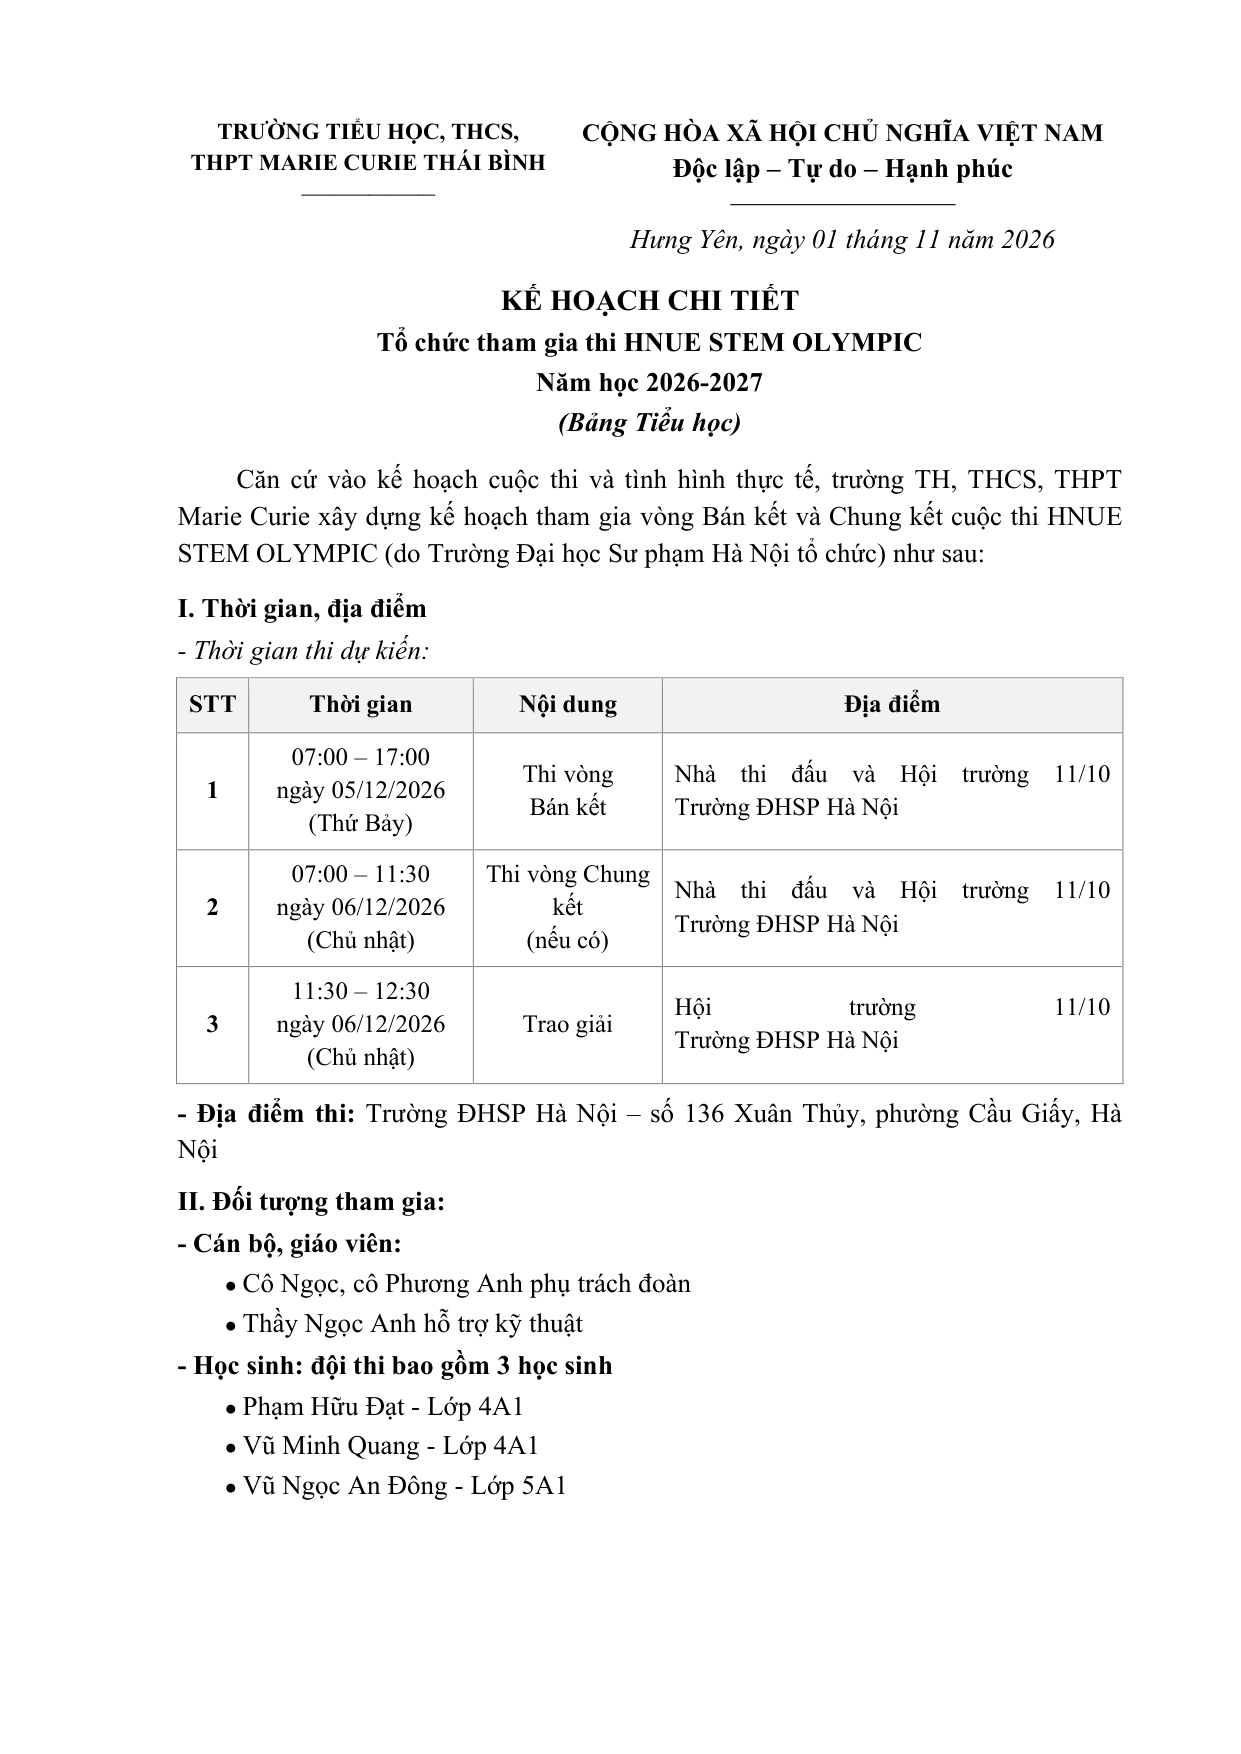 TRƯỜNG TIỂU HỌC, THCS,
THPT MARIE CURIE THÁI BÌNH
CỘNG HÒA XÃ HỘI CHỦ NGHĨA VIỆT NAM
Độc lập – Tự do – Hạnh phúc
Hưng Yên, ngày 01 tháng 11 năm 2026
KẾ HOẠCH CHI TIẾT
Tổ chức tham gia thi HNUE STEM OLYMPIC
Năm học 2026-2027
(Bảng Tiểu học)
Căn cứ vào kế hoạch cuộc thi và tình hình thực tế, trường TH, THCS, THPT
Marie Curie xây dựng kế hoạch tham gia vòng Bán kết và Chung kết cuộc thi HNUE
STEM OLYMPIC (do Trường Đại học Sư phạm Hà Nội tổ chức) như sau:
I. Thời gian, địa điểm
- Thời gian thi dự kiến:
STT Thời gian Nội dung Địa điểm
1
07:00 – 17:00
ngày 05/12/2026
(Thứ Bảy)
Thi vòng
Bán kết
Nhà thi đấu và Hội trường 11/10
Trường ĐHSP Hà Nội
2
07:00 – 11:30
ngày 06/12/2026
(Chủ nhật)
Thi vòng Chung
kết
(nếu có)
Nhà thi đấu và Hội trường 11/10
Trường ĐHSP Hà Nội
3
11:30 – 12:30
ngày 06/12/2026
(Chủ nhật)
Trao giải
Hội trường 11/10
Trường ĐHSP Hà Nội
- Địa điểm thi: Trường ĐHSP Hà Nội – số 136 Xuân Thủy, phường Cầu Giấy, Hà
Nội
II. Đối tượng tham gia:
- Cán bộ, giáo viên:
● Cô Ngọc, cô Phương Anh phụ trách đoàn
● Thầy Ngọc Anh hỗ trợ kỹ thuật
- Học sinh: đội thi bao gồm 3 học sinh
● Phạm Hữu Đạt - Lớp 4A1
● Vũ Minh Quang - Lớp 4A1
● Vũ Ngọc An Đông - Lớp 5A1